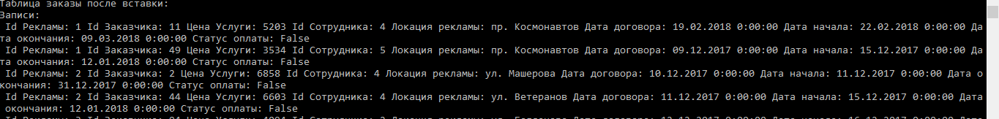 Таблица заказы после вставки:
Записи:
Id Рекламы: 1 Id Заказчика: 11 Цена Услуги: 5203 Id Сотрудника: 4 Локация рекламы: пр. Космонавтов Дата договора: 19.02.2018 0:00:00 Дата начала: 22.02.2018 0:00:00 Да
та окончания: 09.03.2018 0:00:00 Статус оплаты: False
Id Рекламы: 1 Id Заказчика: 49 Цена Услуги: 3534 Id Сотрудника: 5 Локация рекламы: пр. Космонавтов Дата договора: 09.12.2017 0:00:00 Дата начала: 15.12.2017 0:00:00 Да
та окончания: 12.01.2018 0:00:00 Статус оплаты: False
Id Рекламы: 2 Id Заказчика: 2 Цена Услуги: 6858 Id Сотрудника: 4 Локация рекламы: ул. Машерова Дата договора: 10.12.2017 0:00:00 Дата начала: 11.12.2017 0:00:00 Дата о
кончания: 31.12.2017 0:00:00 Статус оплаты: False
Id Рекламы: 2 Id Заказчика: 44 Цена Услуги: 6603 Id Сотрудника: 4 Локация рекламы: ул. Ветеранов Дата договора: 11.12.2017 0:00:00 Дата начала: 15.12.2017 0:00:00 Дата
окончания: 12.01.2018 0:00:00 Статус оплаты: False